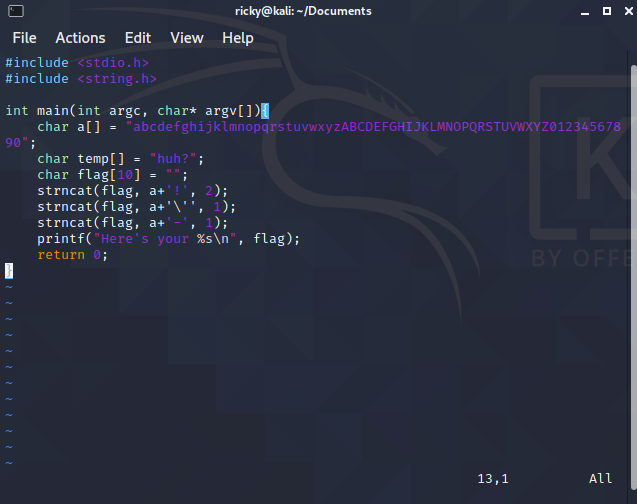 ricky@kali: ~/Documents
File Actions Edit View Help
#include <stdio.h>
#include <string.h>
int main(int argc, char* argv[]){
    char a[] = "abcdefghijklmnopqrstuvwxyzABCDEFGHIJKLMNOPQRSTUVWXYZ012345678
90";
    char temp[] = "huh?";
    char flag[10] = "";
    strncat(flag, a+'!', 2);
    strncat(flag, a+'\'', 1);
    strncat(flag, a+'-', 1);
    printf("Here's your %s\n", flag);
    return 0;
}
~
~
~
~
~
~
~
~
~
~
~
~
K
BY OFFE
13,1 All